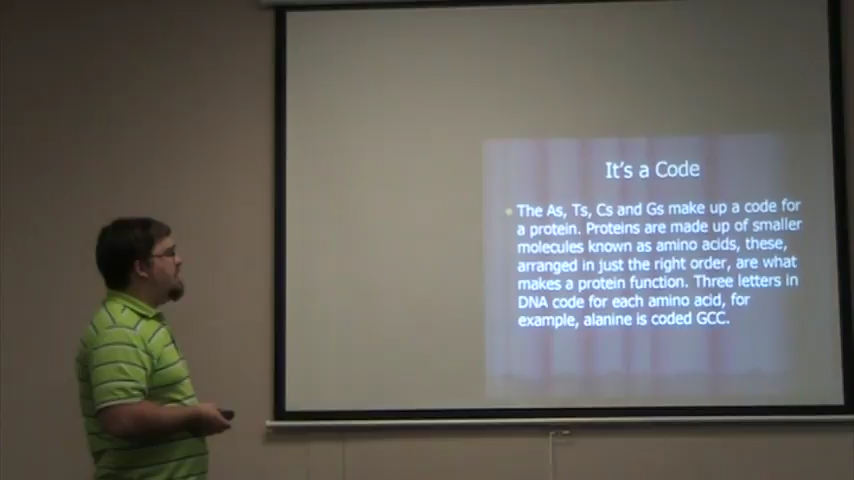 It's a Code
The As, Ts, Cs and Gs make up a code for
a protein. Proteins are made up of smaller
molecules known as amino acids, these,
arranged in just the right order, are what
makes a protein function. Three letters in
DNA code for each amino acid, for
example, alanine is coded GCC.